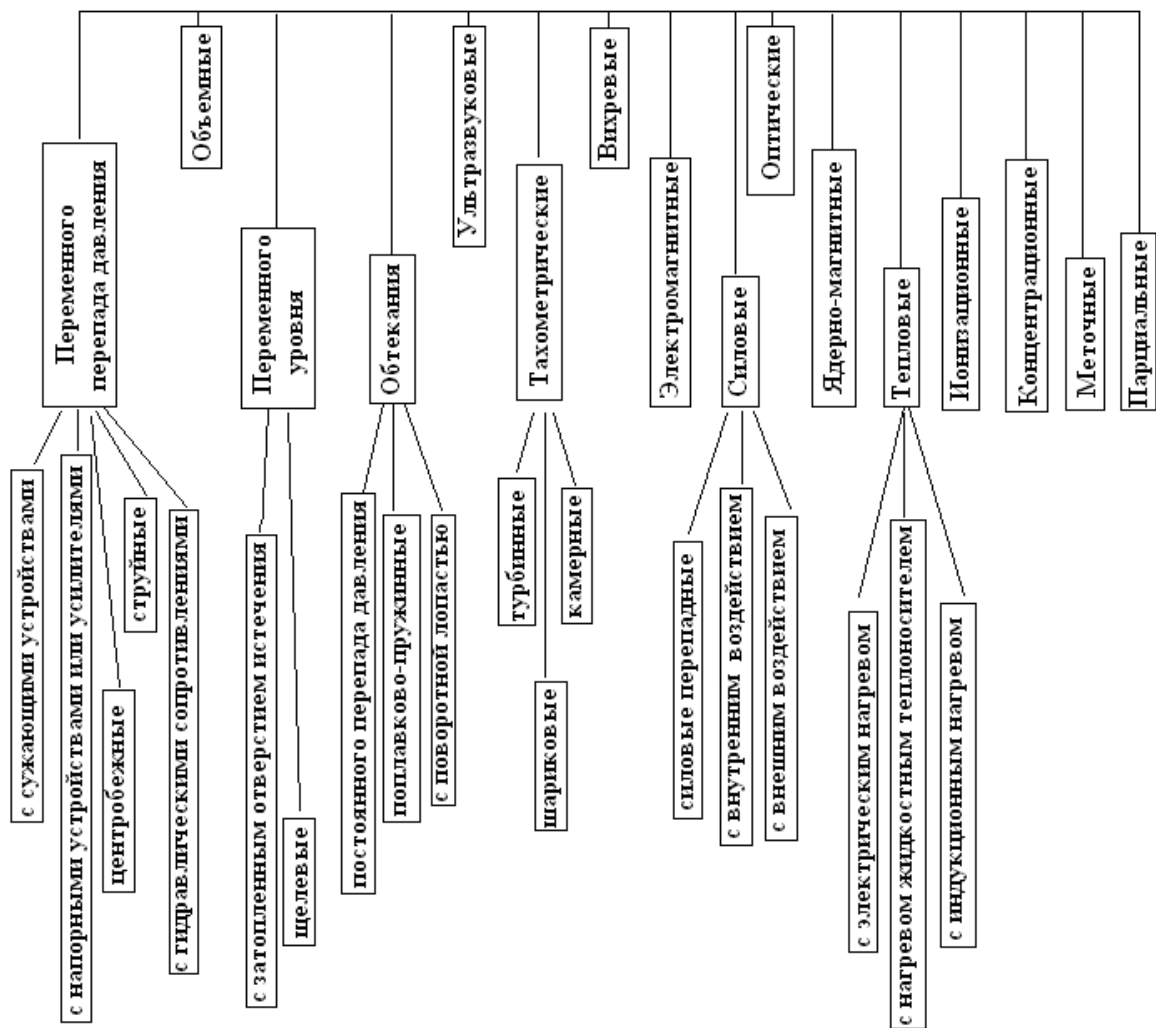 Переменного
перепада давления
с сужающими устройствами
с напорными устройствами или усилителями
центробежные
струйные
с гидравлическими сопротивлениями
Объемные
Переменного
уровня
с затопленным отверстием истечения
щелевые
Обтекания
постоянного перепада давления
поплавково-пружинные
с поворотной лопастью
Ультразвуковые
Тахометрические
турбинные
шариковые
камерные
Вихревые
Электромагнитные
Силовые
силовые перепадные
с внутренним воздействием
с внешним воздействием
Оптические
Ядерно-магнитные
Тепловые
с электрическим нагревом
с нагревом жидкостным теплоносителем
с индукционным нагревом
Ионизационные
Концентрационные
Меточные
Парциальные